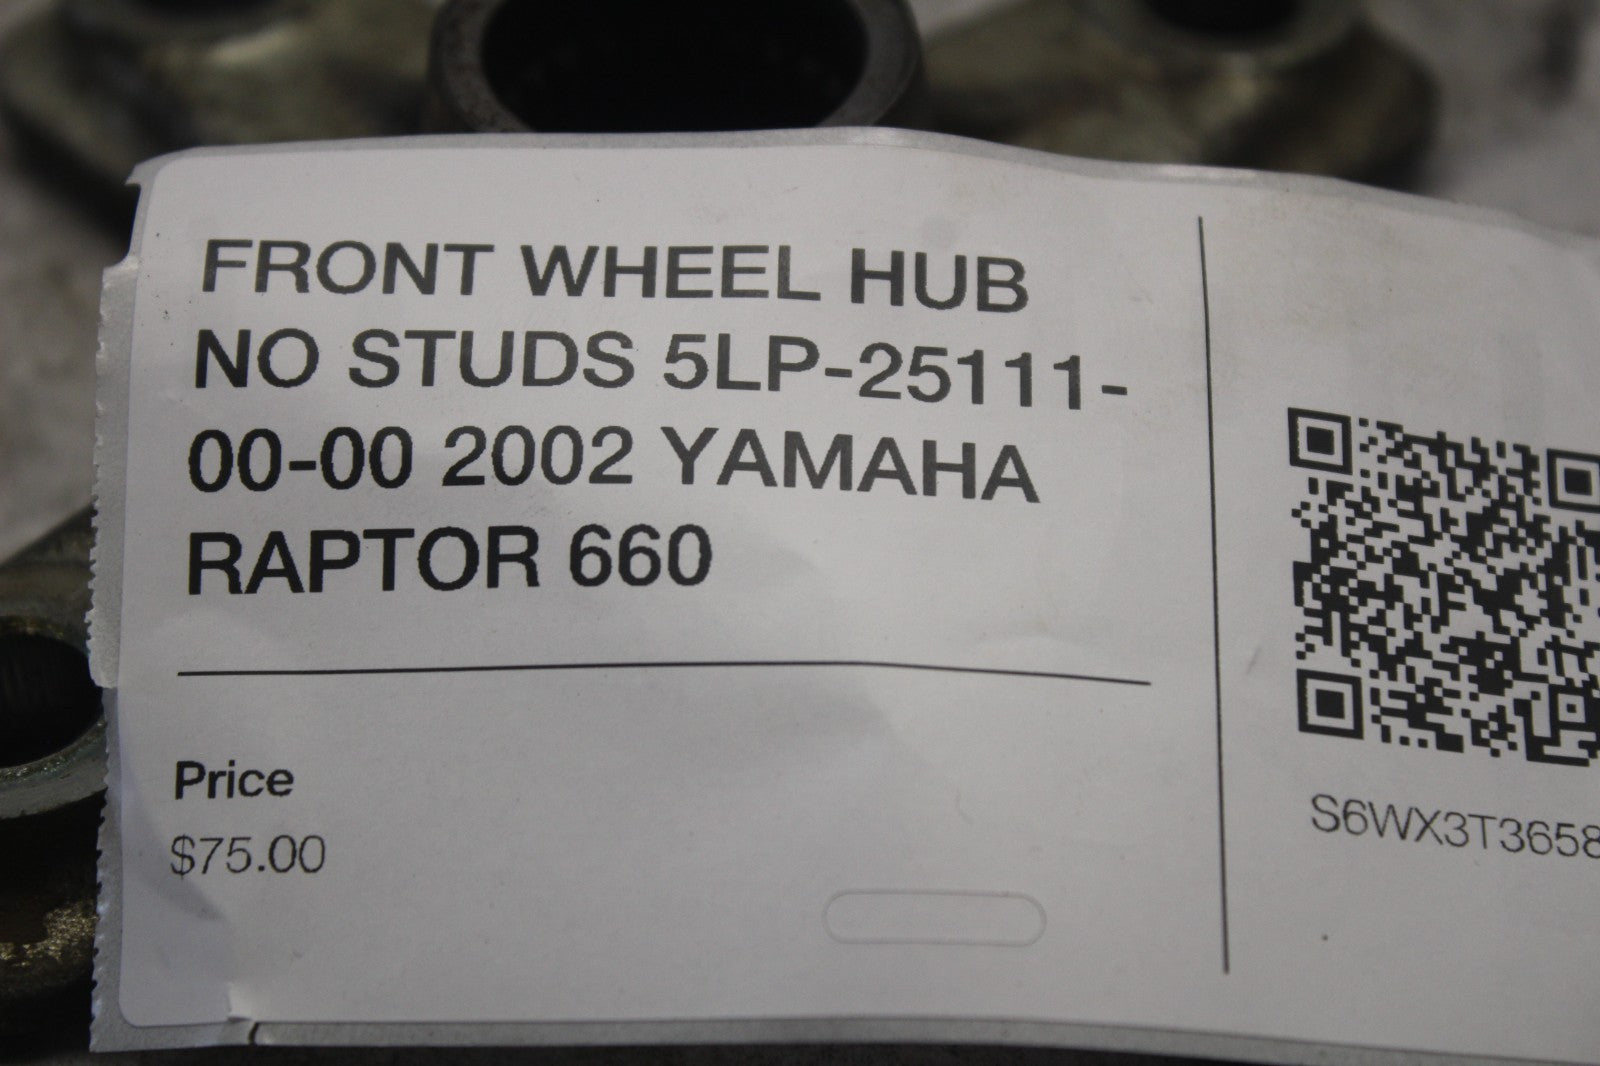 FRONT WHEEL HUB
NO STUDS 5LP-25111-
00-00 2002 YAMAHA
RAPTOR 660
Price
$75.00
S6WX3T3658